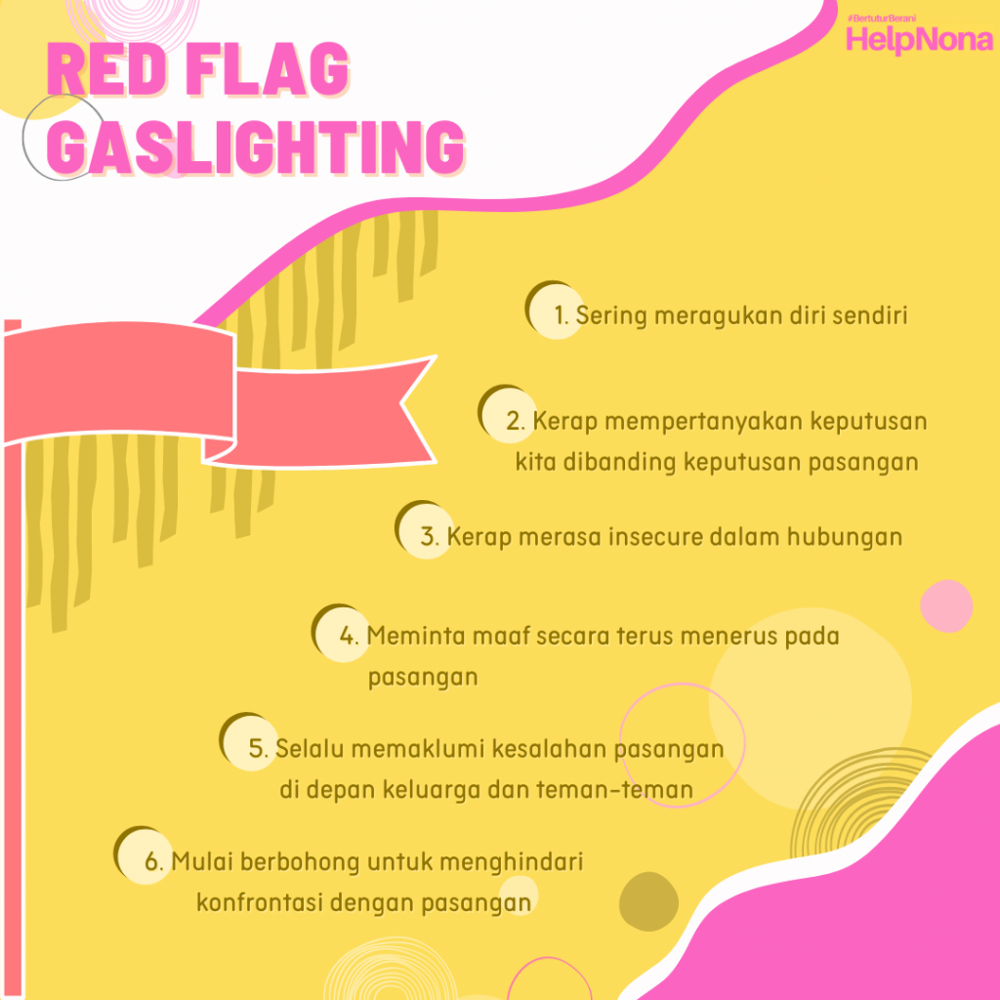 #BertuturBerani
HelpNona
RED FLAG
GASLIGHTING
1. Sering meragukan diri sendiri
2. Kerap mempertanyakan keputusan
kita dibanding keputusan pasangan
3. Kerap merasa insecure dalam hubungan
4. Meminta maaf secara terus menerus pada
pasangan
5. Selalu memaklumi kesalahan pasangan
di depan keluarga dan teman-teman
6. Mulai berbohong untuk menghindari
konfrontasi dengan pasangan